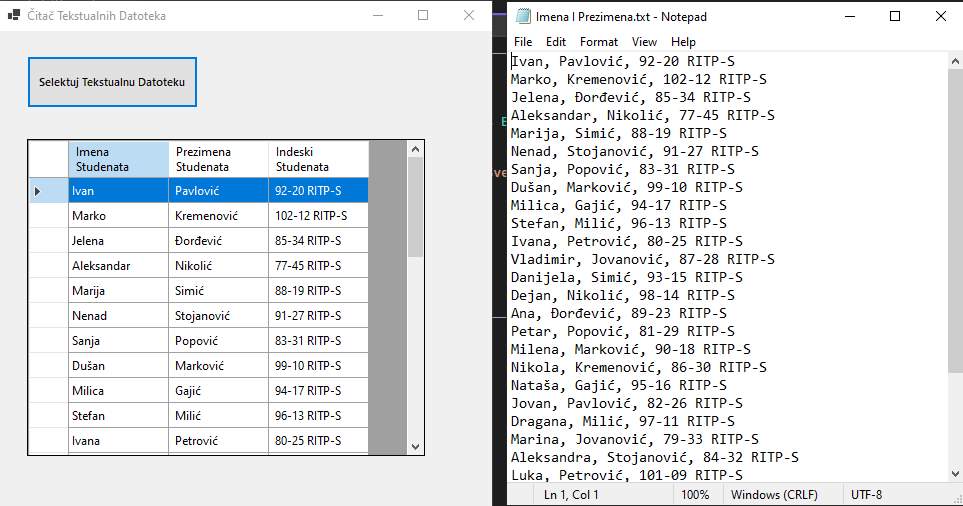 Čitač Tekstualnih Datoteka
Selektuj Tekstualnu Datoteku
Imena Studenata Prezimena Studenata Indeski Studenata
Ivan Pavlović 92-20 RITP-S
Marko Kremenović 102-12 RITP-S
Jelena Đorđević 85-34 RITP-S
Aleksandar Nikolić 77-45 RITP-S
Marija Simić 88-19 RITP-S
Nenad Stojanović 91-27 RITP-S
Sanja Popović 83-31 RITP-S
Dušan Marković 99-10 RITP-S
Milica Gajić 94-17 RITP-S
Stefan Milić 96-13 RITP-S
Ivana Petrović 80-25 RITP-S
Imena I Prezimena.txt - Notepad
File Edit Format View Help
Ivan, Pavlović, 92-20 RITP-S
Marko, Kremenović, 102-12 RITP-S
Jelena, Đorđević, 85-34 RITP-S
Aleksandar, Nikolić, 77-45 RITP-S
Marija, Simić, 88-19 RITP-S
Nenad, Stojanović, 91-27 RITP-S
Sanja, Popović, 83-31 RITP-S
Dušan, Marković, 99-10 RITP-S
Milica, Gajić, 94-17 RITP-S
Stefan, Milić, 96-13 RITP-S
Ivana, Petrović, 80-25 RITP-S
Vladimir, Jovanović, 87-28 RITP-S
Danijela, Simić, 93-15 RITP-S
Dejan, Nikolić, 98-14 RITP-S
Ana, Đorđević, 89-23 RITP-S
Petar, Popović, 81-29 RITP-S
Milena, Marković, 90-18 RITP-S
Nikola, Kremenović, 86-30 RITP-S
Nataša, Gajić, 95-16 RITP-S
Jovan, Pavlović, 82-26 RITP-S
Dragana, Milić, 97-11 RITP-S
Marina, Jovanović, 79-33 RITP-S
Aleksandra, Stojanović, 84-32 RITP-S
Luka, Petrović, 101-09 RITP-S
Ln 1, Col 1 100% Windows (CRLF) UTF-8